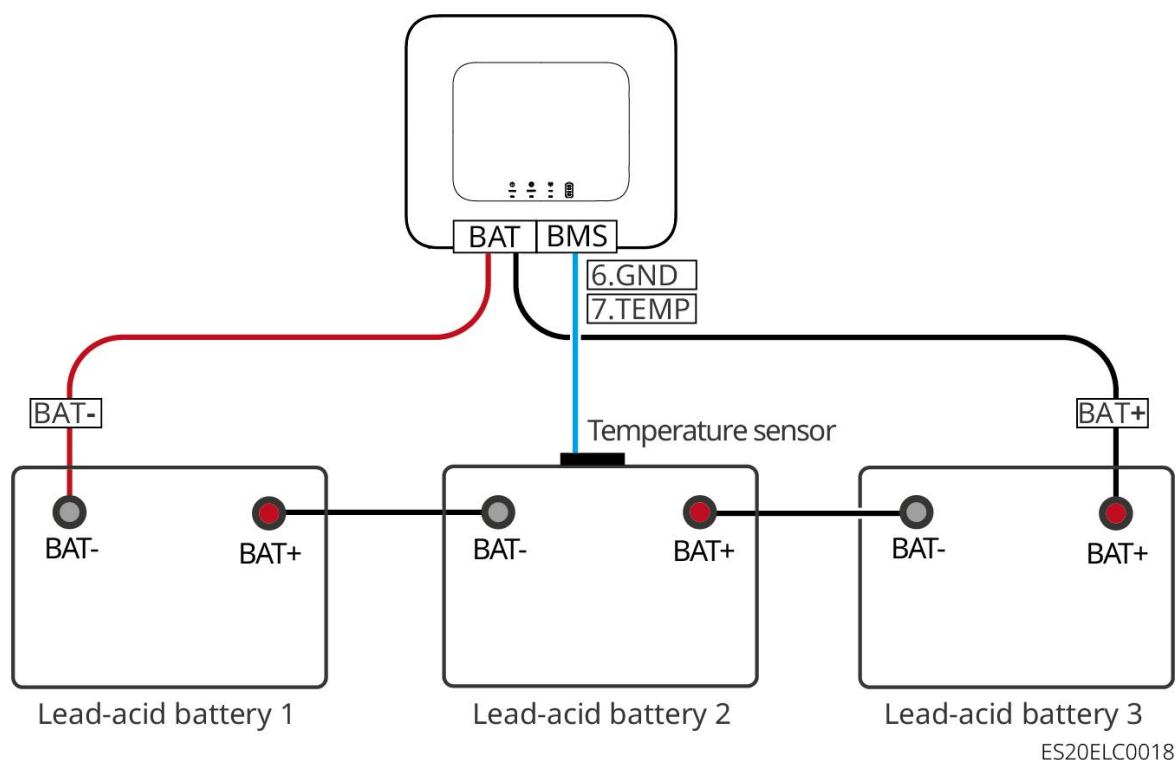 BAT BMS
6.GND
7.TEMP
BAT- BAT+
Temperature sensor
BAT- BAT+ BAT- BAT+ BAT- BAT+
Lead-acid battery 1 Lead-acid battery 2 Lead-acid battery 3
ES20ELC0018